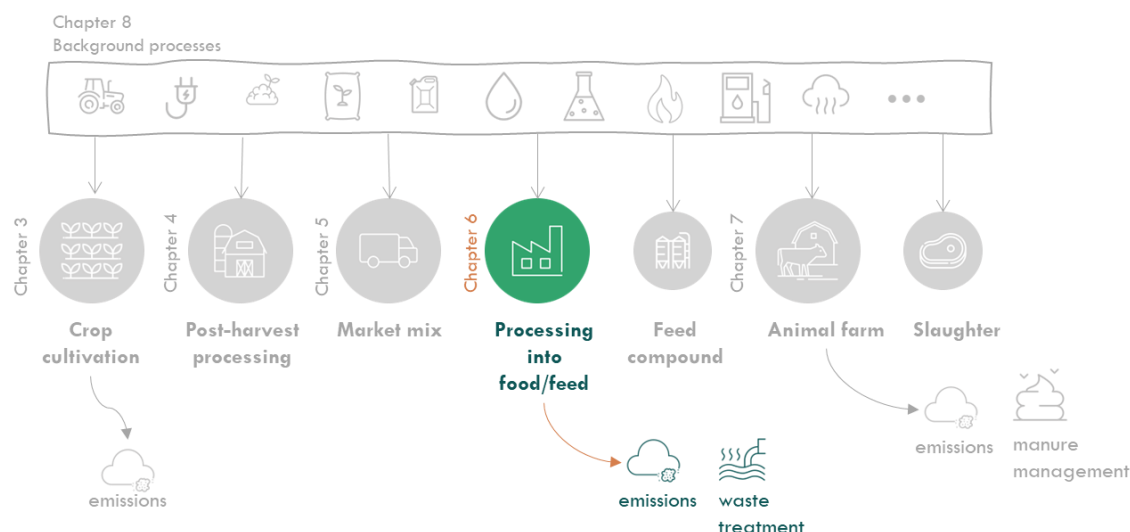 Chapter 8
Background processes
Chapter 3
Chapter 4
Chapter 5
Chapter 6
Chapter 7
Crop
cultivation
Post-harvest
processing
Market mix
Processing
into
food/feed
Feed
compound
Animal farm
Slaughter
emissions
emissions
waste
treatment
emissions
manure
management